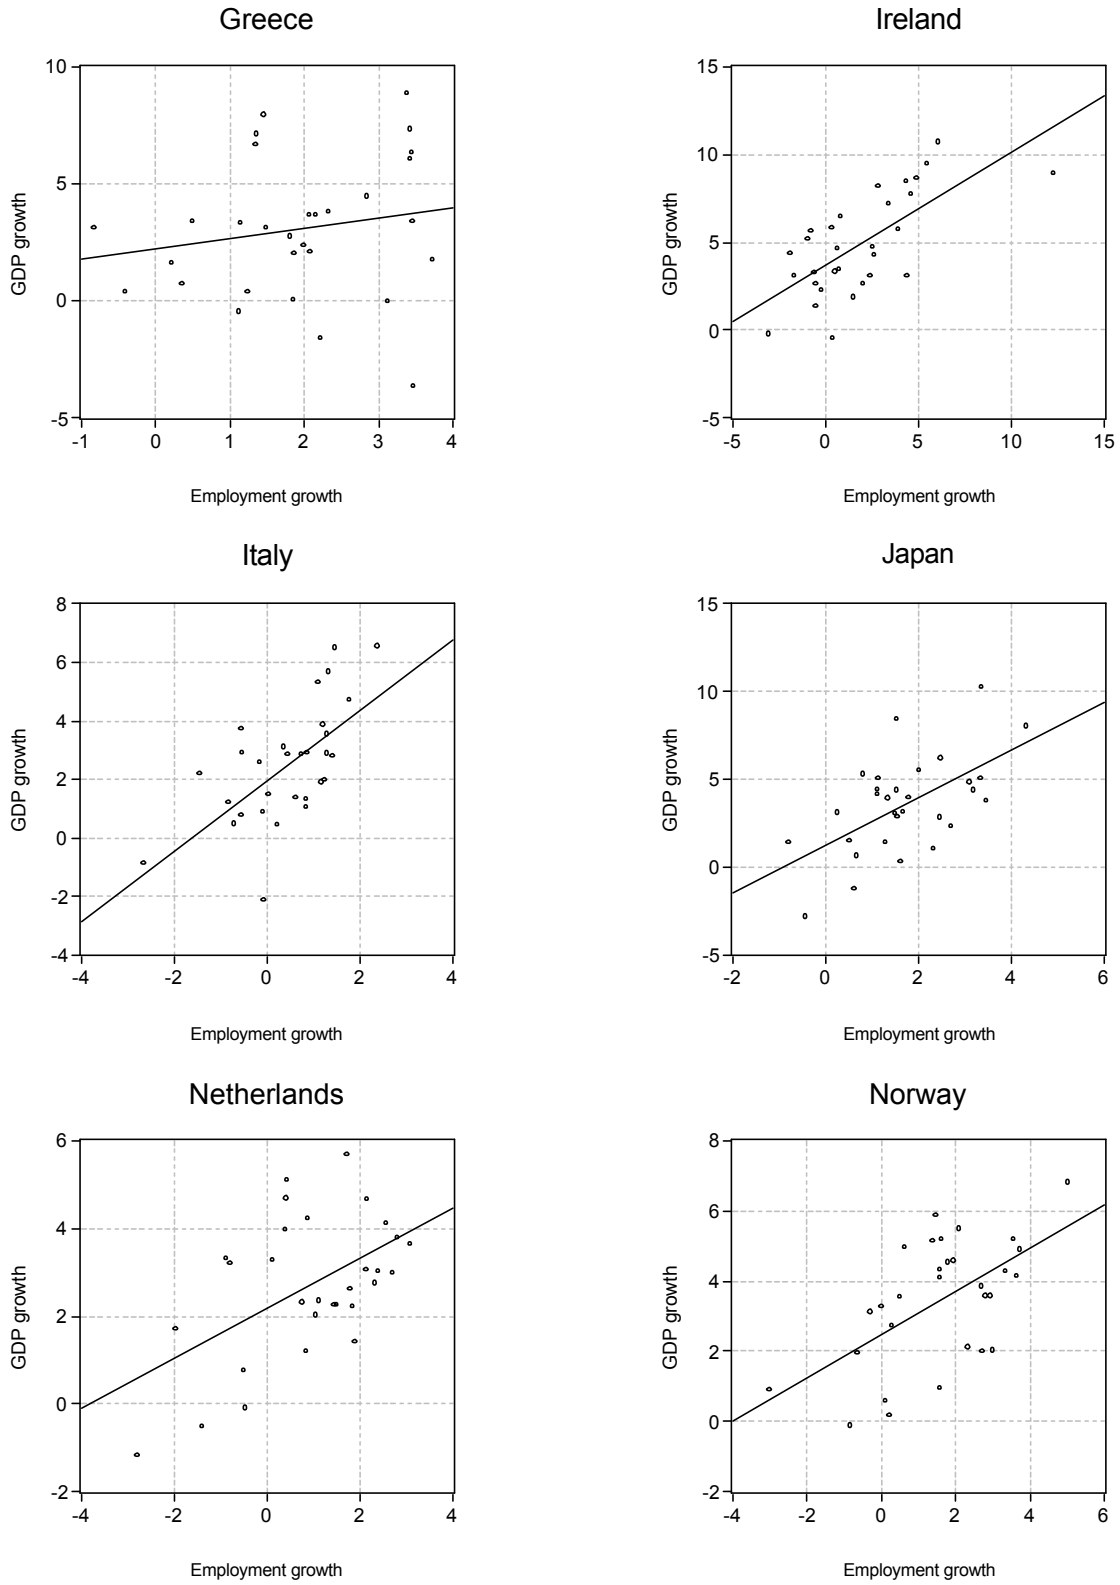 Greece
10
5
0
-5
-1 0 1 2 3 4
GDP growth
Employment growth
Ireland
15
10
5
0
-5
-5 0 5 10 15
GDP growth
Employment growth
Italy
8
6
4
2
0
-2
-4
-4 -2 0 2 4
GDP growth
Employment growth
Japan
15
10
5
0
-5
-2 0 2 4 6
GDP growth
Employment growth
Netherlands
6
4
2
0
-2
-4 -2 0 2 4
GDP growth
Employment growth
Norway
8
6
4
2
0
-2
-4 -2 0 2 4 6
GDP growth
Employment growth